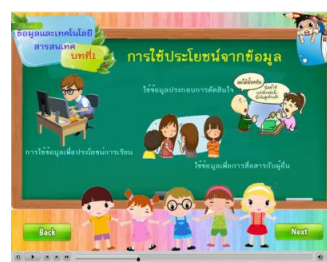 ข้อมูลและเทคโนโลยี
สารสนเทศ
บทที่1
การใช้ประโยชน์จากข้อมูล
ใช้ข้อมูลประกอบการตัดสินใจ
การใช้ข้อมูลเพื่อประโยชน์การเรียน
ใช้ข้อมูลเพื่อการสื่อสารกับผู้อื่น
Back
Next